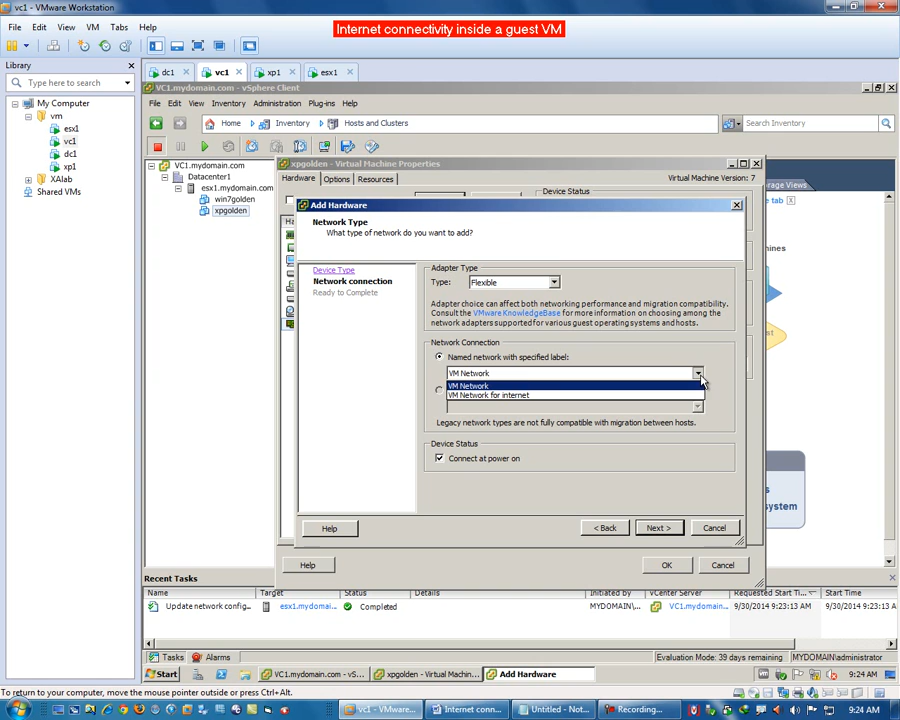 vc1 - VMware Workstation
File Edit View VM Tabs Help
Internet connectivity inside a guest VM
Library
Type here to search
My Computer
vm
esx1
vc1
dc1
xp1
XAlab
Shared VMs
dc1 vc1 xp1 esx1
VC1.mydomain.com - vSphere Client
File Edit View Inventory Administration Plug-ins Help
Home Inventory Hosts and Clusters
Search Inventory
VC1.mydomain.com
Datacenter1
esx1.mydomain.com
win7golden
xpgolden
xpgolden - Virtual Machine Properties
Hardware Options Resources
Virtual Machine Version: 7
Device Status
Add Hardware
Network Type
What type of network do you want to add?
Device Type
Network connection
Ready to Complete
Adapter Type
Type: Flexible
Adapter choice can affect both networking performance and migration compatibility.
Consult the VMware KnowledgeBase for more information on choosing among the
network adapters supported for various guest operating systems and hosts.
Network Connection
Named network with specified label:
VM Network
VM Network
VM Network for internet
Legacy network types are not fully compatible with migration between hosts.
Device Status
Connect at power on
Help < Back Next > Cancel
Help OK Cancel
Recent Tasks
Name Target Status Details Initiated by vCenter Server Requested Start Ti... Start Time
Update network config... esx1.mydomai... Completed MYDOMAIN\... VC1.mydomain... 9/30/2014 9:23:13 AM 9/30/2014 9:23:13 AM
Tasks Alarms
Evaluation Mode: 39 days remaining MYDOMAIN\administrator
Start VC1.mydomain.com - vS... xpgolden - Virtual Machin... Add Hardware 9:24 AM
To return to your computer, move the mouse pointer outside or press Ctrl+Alt.
vc1 - VMware... Internet conn... Untitled - Not... Recording... 9:24 AM